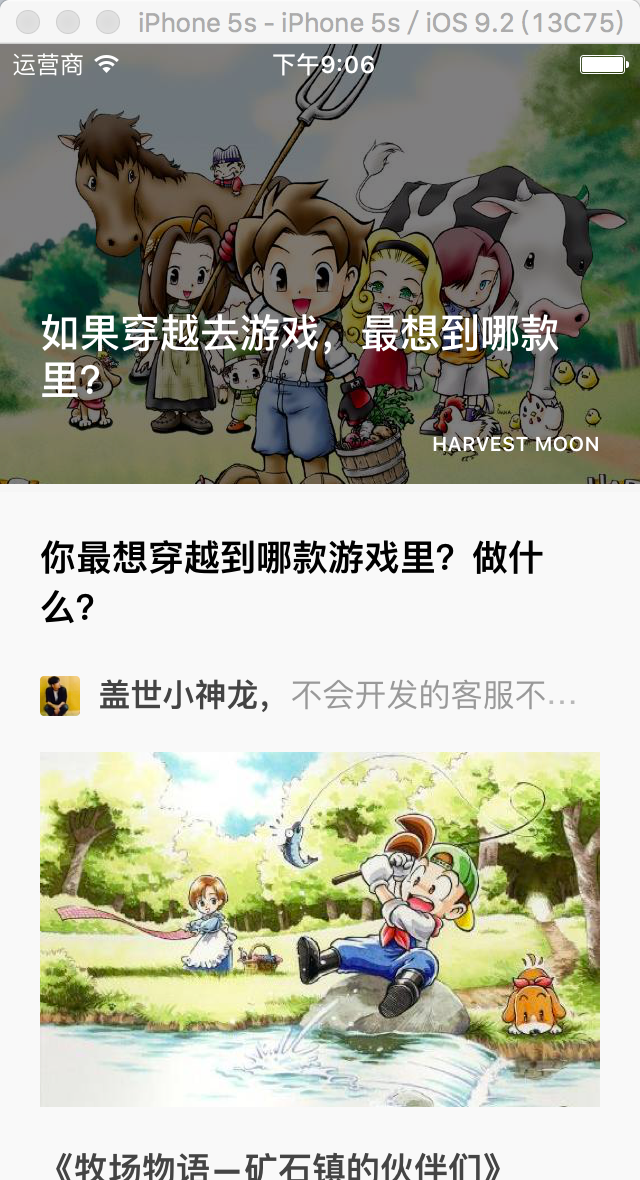 iPhone 5s - iPhone 5s / iOS 9.2 (13C75)
运营商 下午9:06
如果穿越去游戏，最想到哪款
里？
HARVEST MOON
你最想穿越到哪款游戏里？做什
么？
盖世小神龙，不会开发的客服不…
《牧场物语－矿石镇的伙伴们》